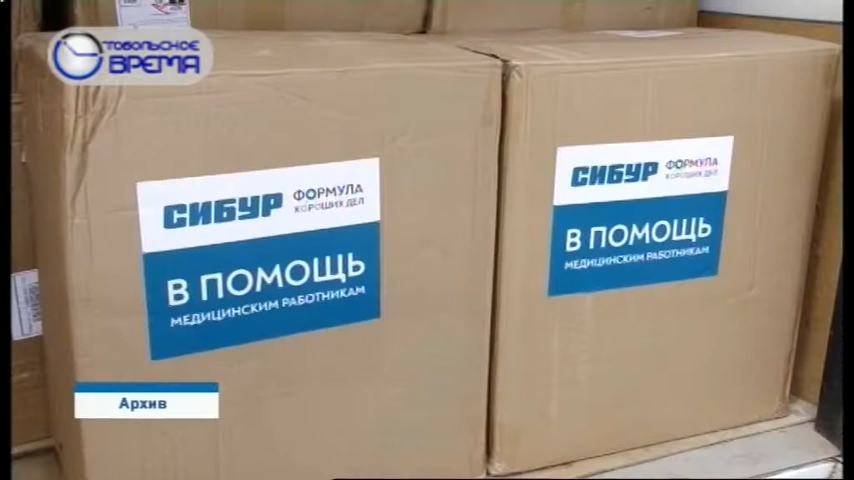 ТОБОЛЬСКОЕ
ВРЕМЯ
СИБУР
ФОРМУЛА
ХОРОШИХ ДЕЛ
В ПОМОЩЬ
МЕДИЦИНСКИМ РАБОТНИКАМ
СИБУР
ФОРМУЛА
ХОРОШИХ ДЕЛ
В ПОМОЩЬ
МЕДИЦИНСКИМ РАБОТНИКАМ
Архив